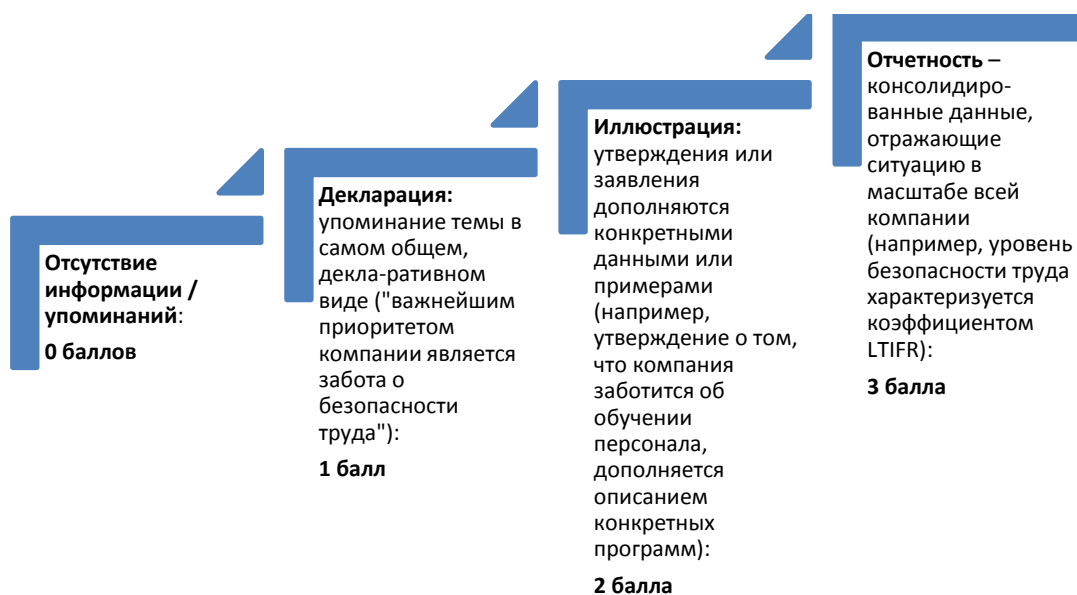 Отсутствие
информации /
упоминаний:
0 баллов
Декларация:
упоминание темы в
самом общем,
декла-ративном
виде ("важнейшим
приоритетом
компании является
забота о
безопасности
труда"):
1 балл
Иллюстрация:
утверждения или
заявления
дополняются
конкретными
данными или
примерами
(например,
утверждение о том,
что компания
заботится об
обучении
персонала,
дополняется
описанием
конкретных
программ):
2 балла
Отчетность –
консолидиро-
ванные данные,
отражающие
ситуацию в
масштабе всей
компании
(например, уровень
безопасности труда
характеризуется
коэффициентом
LTIFR):
3 балла